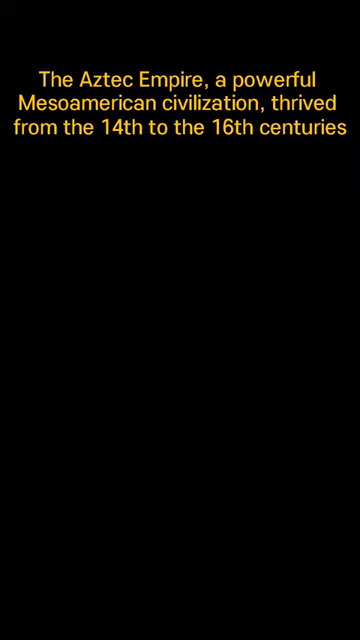 The Aztec Empire, a powerful
Mesoamerican civilization, thrived
from the 14th to the 16th centuries